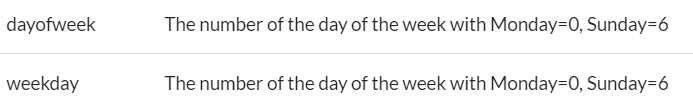 dayofweek The number of the day of the week with Monday=0, Sunday=6
weekday The number of the day of the week with Monday=0, Sunday=6